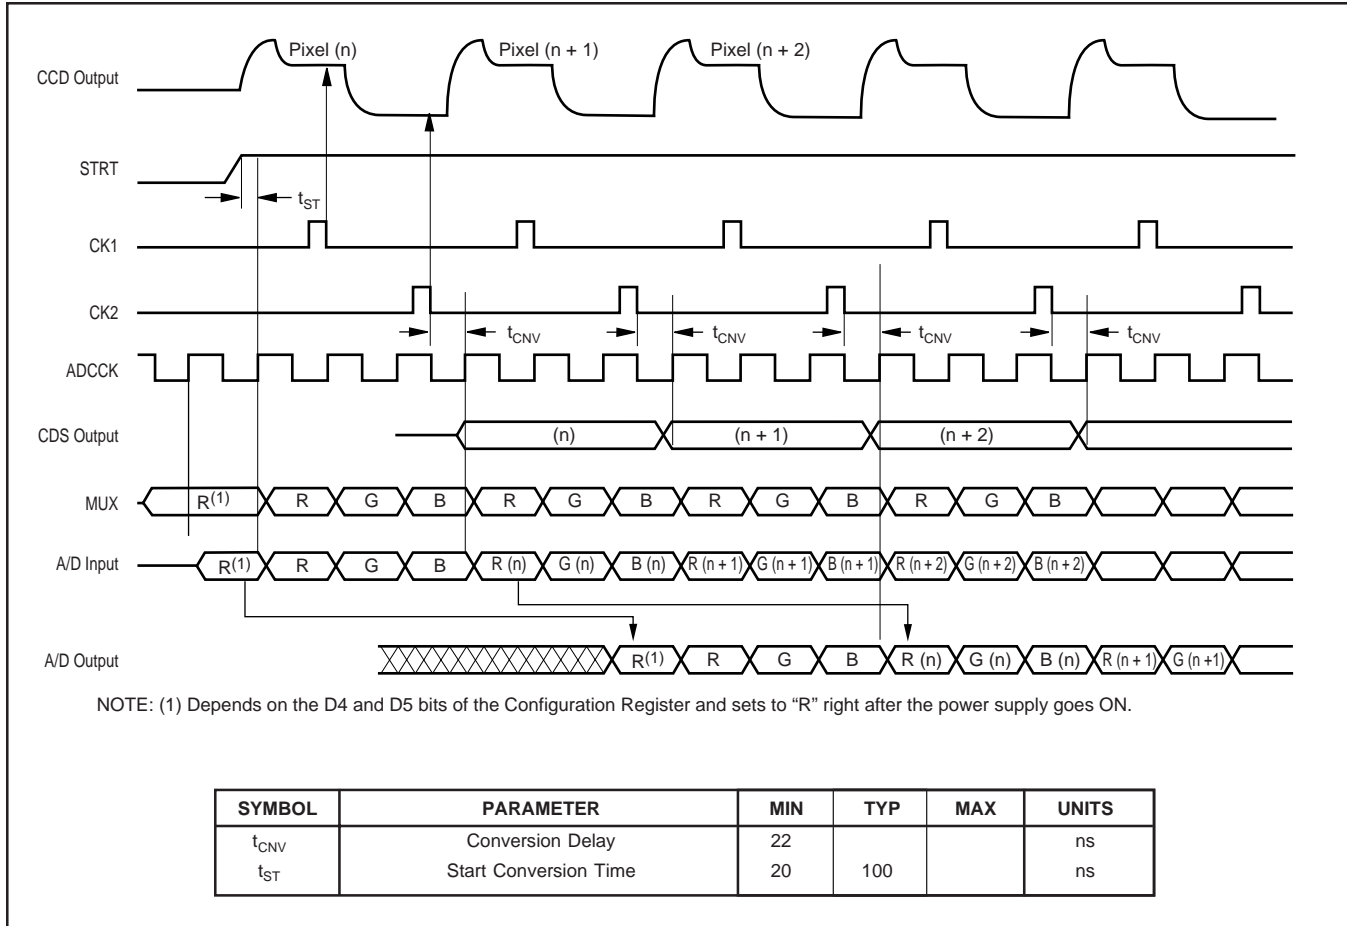 Pixel (n) Pixel (n + 1) Pixel (n + 2)
CCD Output
STRT
tST
CK1
CK2
tCNV tCNV tCNV tCNV
ADCCK
CDS Output (n) (n + 1) (n + 2)
MUX R(1) R G B R G B R G B R G B
A/D Input R(1) R G B R (n) G (n) B (n) R (n + 1) G (n + 1) B (n + 1) R (n + 2) G (n + 2) B (n + 2)
A/D Output R(1) R G B R (n) G (n) B (n) R (n + 1) G (n +1)
NOTE: (1) Depends on the D4 and D5 bits of the Configuration Register and sets to “R” right after the power supply goes ON.
SYMBOL PARAMETER MIN TYP MAX UNITS
tCNV Conversion Delay 22 ns
tST Start Conversion Time 20 100 ns